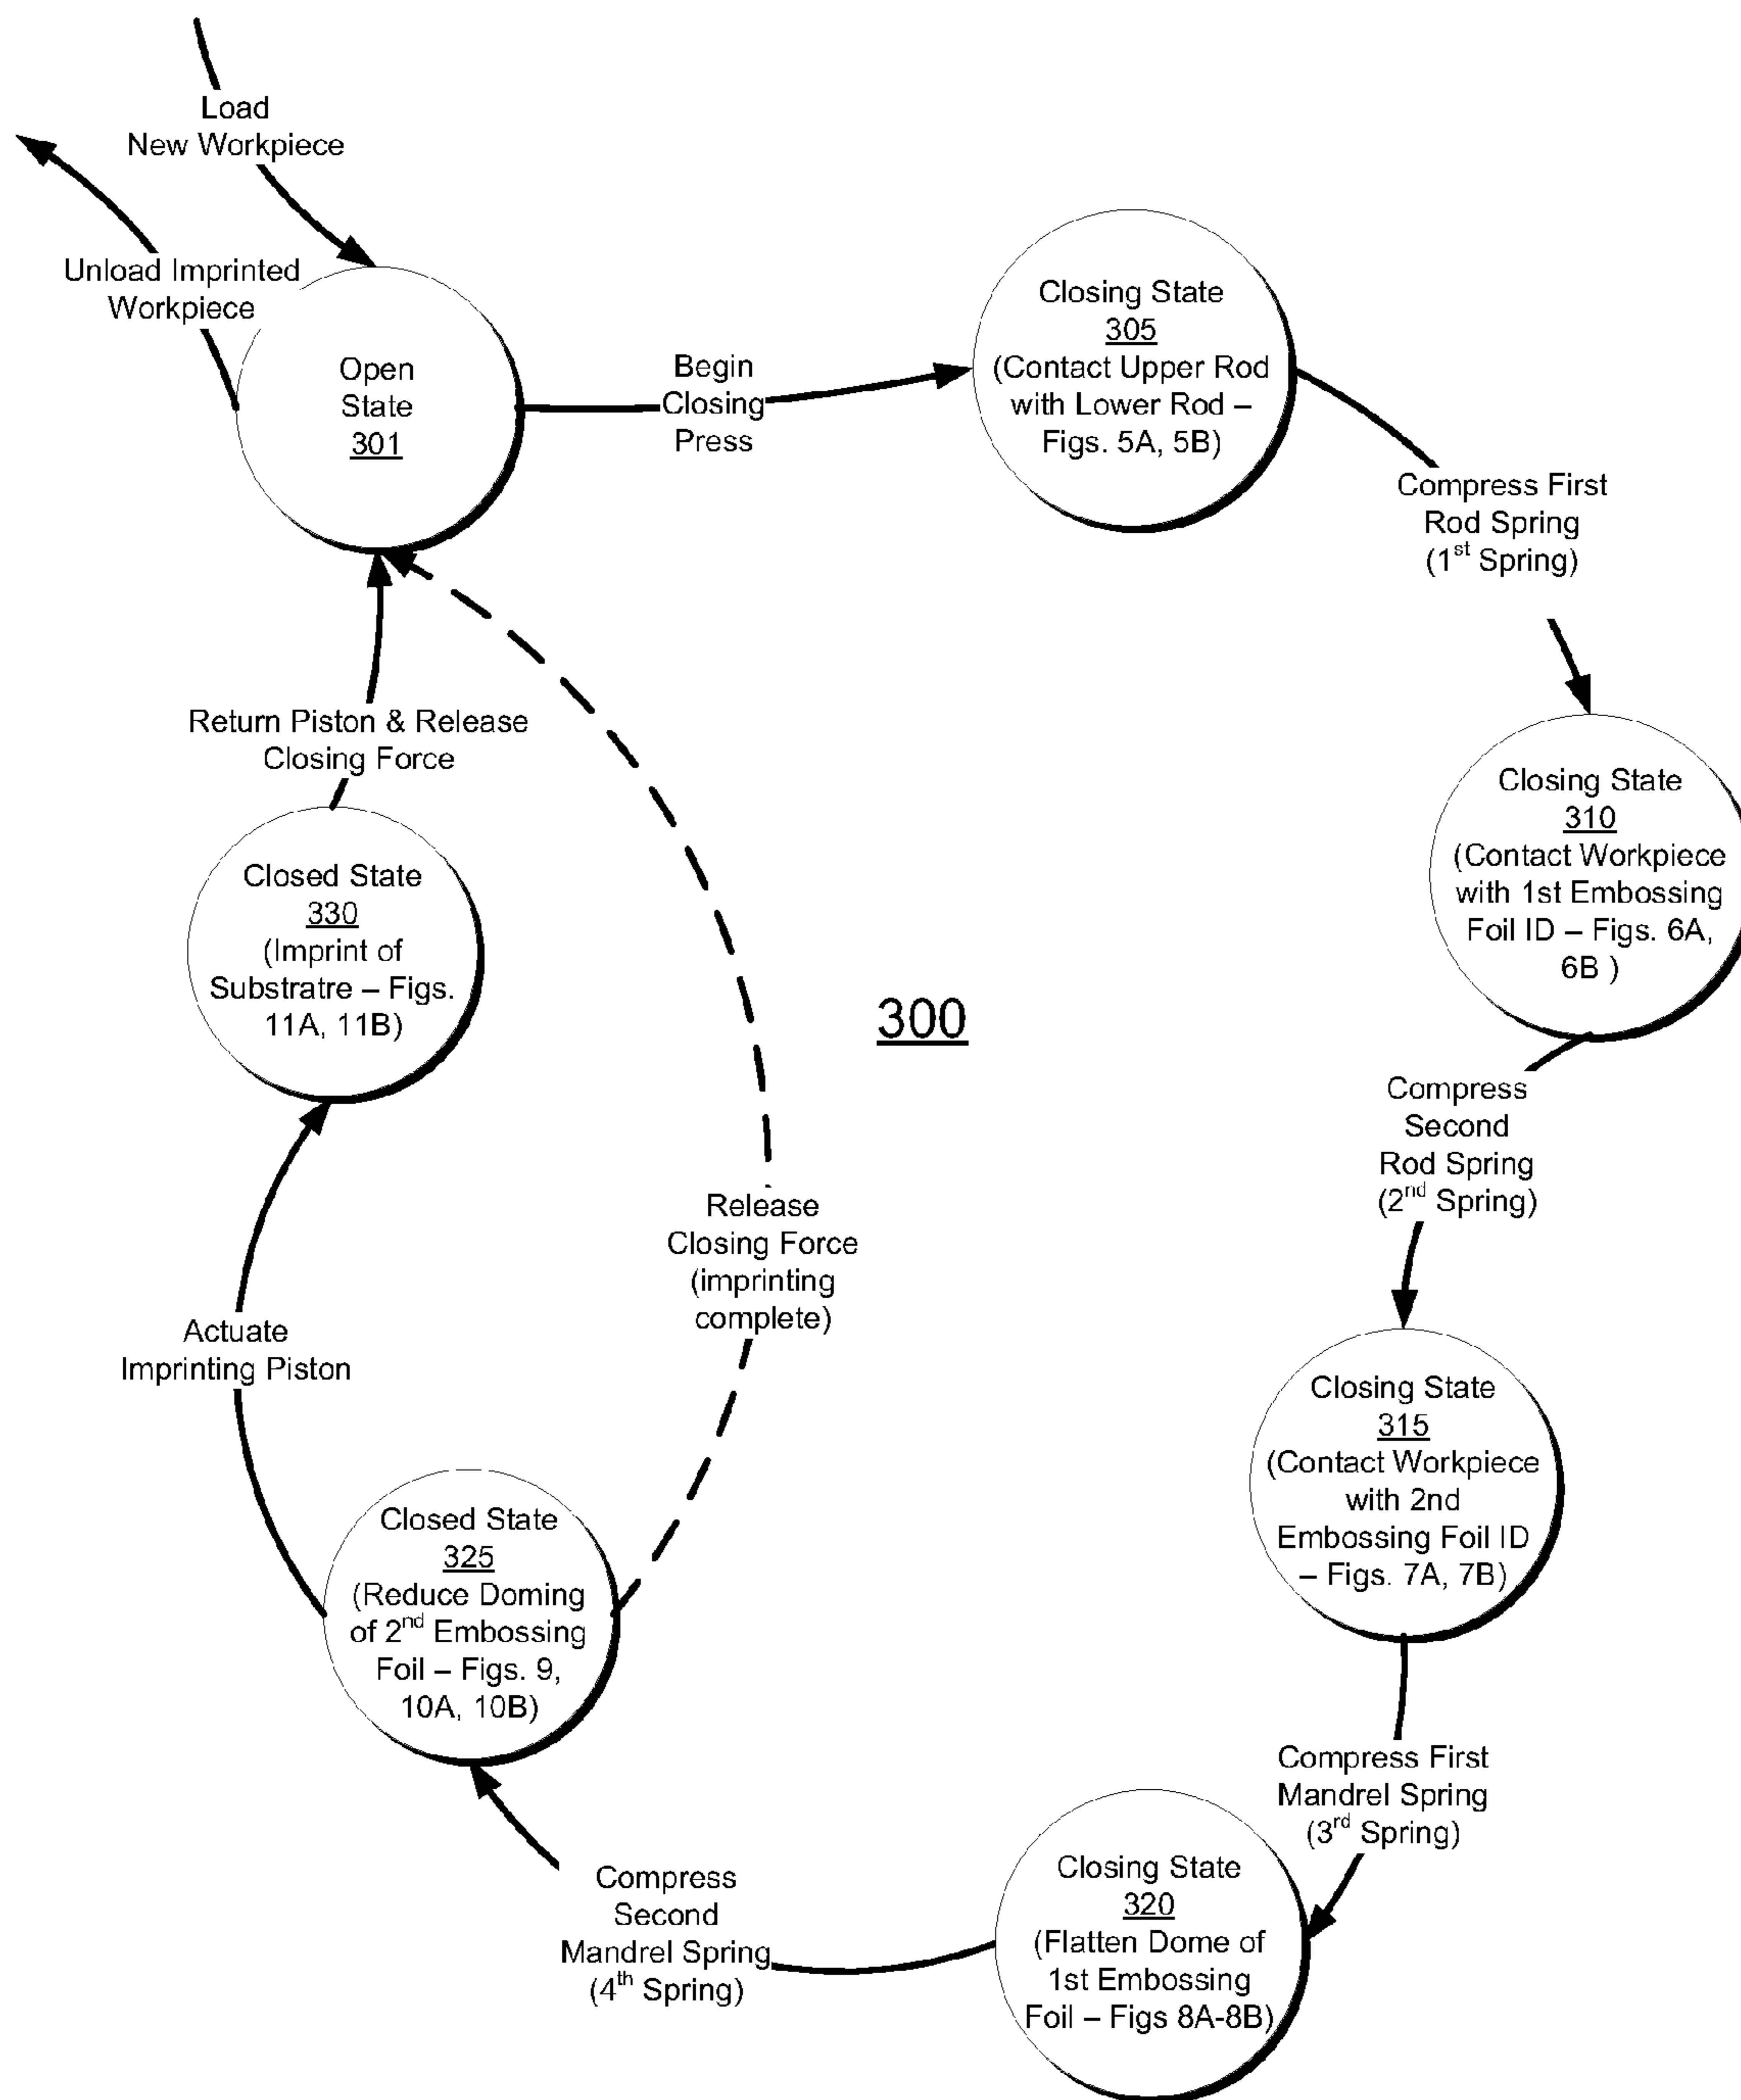 Load
New Workpiece
Unload Imprinted
Workpiece
Open
State
301
Begin
Closing
Press
Closing State
305
(Contact Upper Rod
with Lower Rod –
Figs. 5A, 5B)
Compress First
Rod Spring
(1st Spring)
Closing State
310
(Contact Workpiece
with 1st Embossing
Foil ID – Figs. 6A,
6B )
Compress
Second
Rod Spring
(2nd Spring)
Closing State
315
(Contact Workpiece
with 2nd
Embossing Foil ID
– Figs. 7A, 7B)
Compress First
Mandrel Spring
(3rd Spring)
Closing State
320
(Flatten Dome of
1st Embossing
Foil – Figs 8A-8B)
Compress
Second
Mandrel Spring
(4th Spring)
Closed State
325
(Reduce Doming
of 2nd Embossing
Foil – Figs. 9,
10A, 10B)
Actuate
Imprinting Piston
Release
Closing Force
(imprinting
complete)
Closed State
330
(Imprint of
Substratre – Figs.
11A, 11B)
Return Piston & Release
Closing Force
300